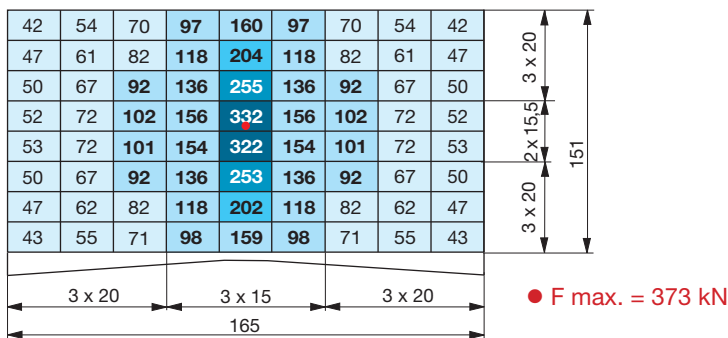 42 54 70 97 160 97 70 54 42
47 61 82 118 204 118 82 61 47
50 67 92 136 255 136 92 67 50
52 72 102 156 332 156 102 72 52
53 72 101 154 322 154 101 72 53
50 67 92 136 253 136 92 67 50
47 62 82 118 202 118 82 62 47
43 55 71 98 159 98 71 55 43
3 x 20
2 x 15,5
3 x 20
151
3 x 20 3 x 15 3 x 20
165
F max. = 373 kN